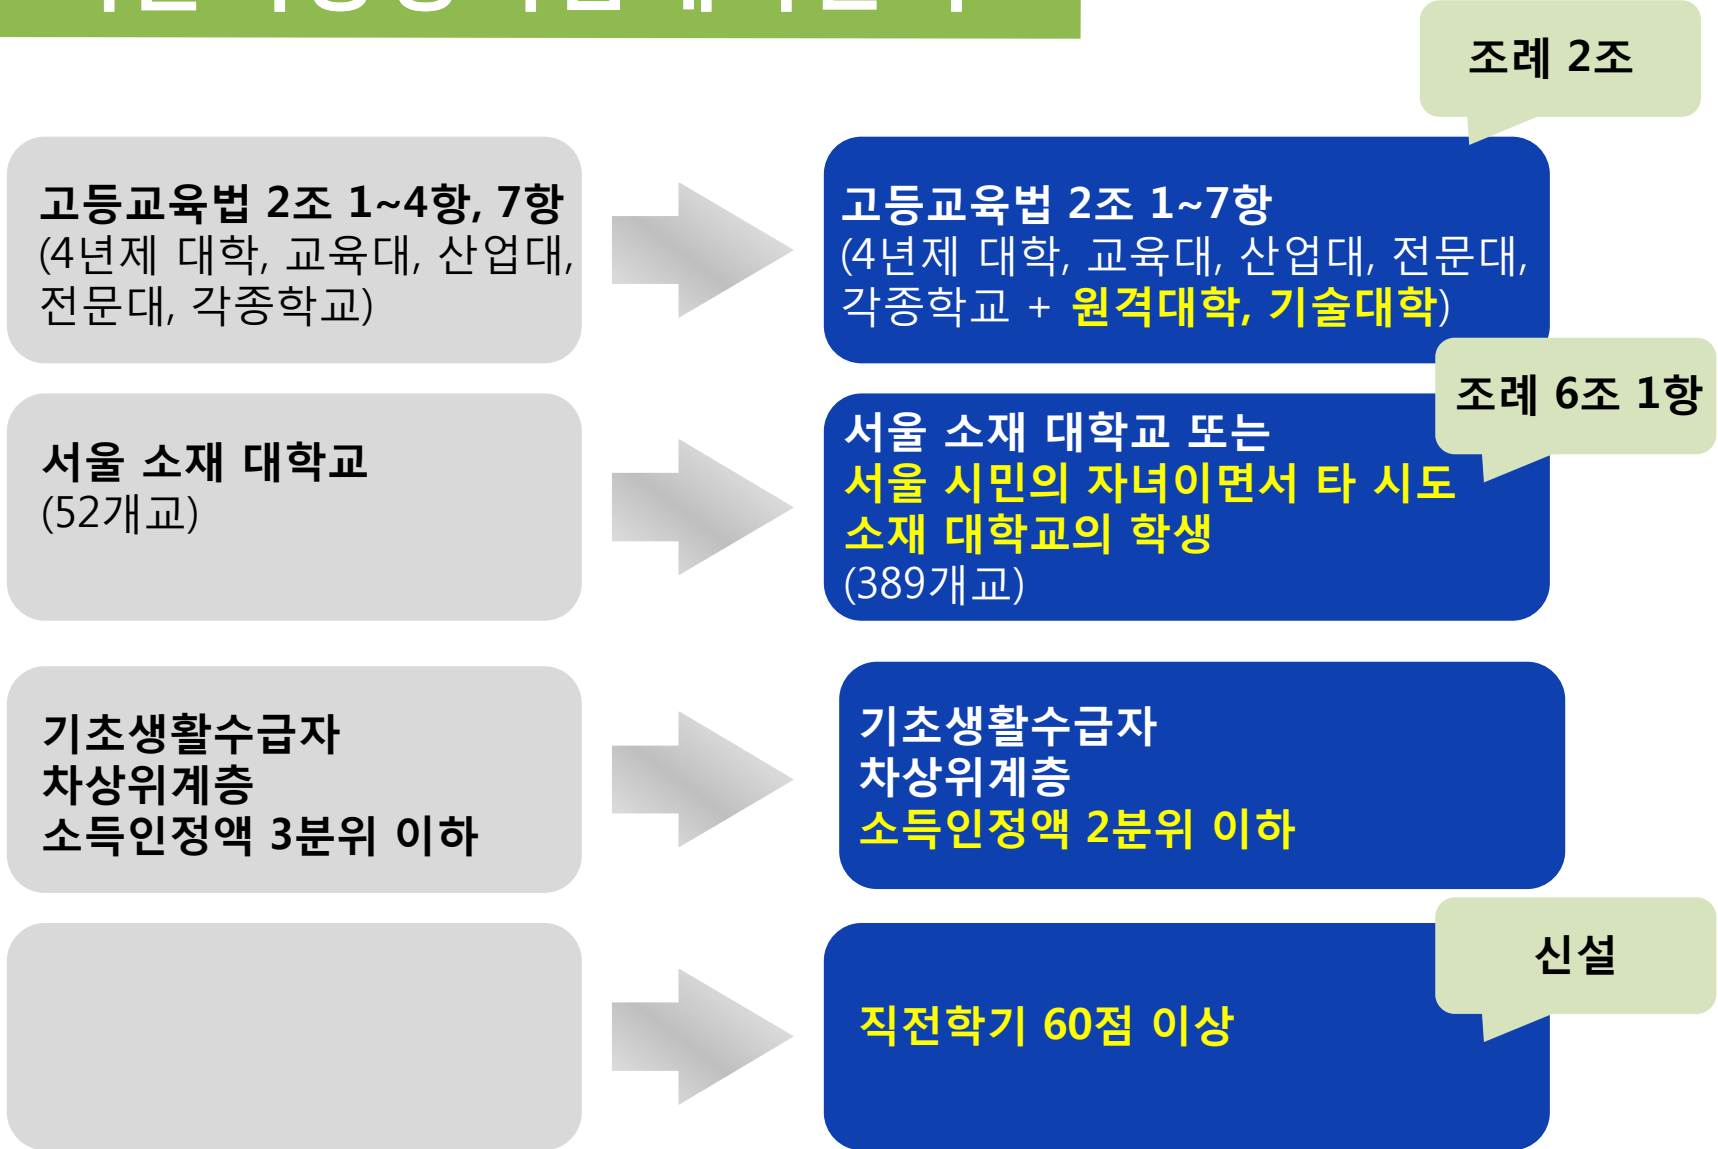 조례 2조
고등교육법 2조 1~4항, 7항
(4년제 대학, 교육대, 산업대,
전문대, 각종학교)
고등교육법 2조 1~7항
(4년제 대학, 교육대, 산업대, 전문대,
각종학교 + 원격대학, 기술대학)
조례 6조 1항
서울 소재 대학교
(52개교)
서울 소재 대학교 또는
서울 시민의 자녀이면서 타 시도
소재 대학교의 학생
(389개교)
기초생활수급자
차상위계층
소득인정액 3분위 이하
기초생활수급자
차상위계층
소득인정액 2분위 이하
신설
직전학기 60점 이상